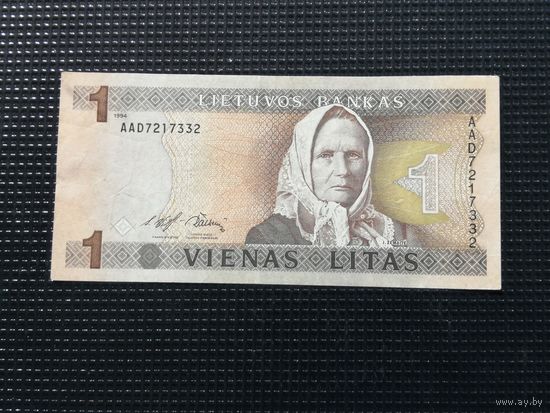 1
LIETUVOS BANKAS
1994
AAD7217332
AAD7217332
1
1
VIENAS LITAS
www.ay.by